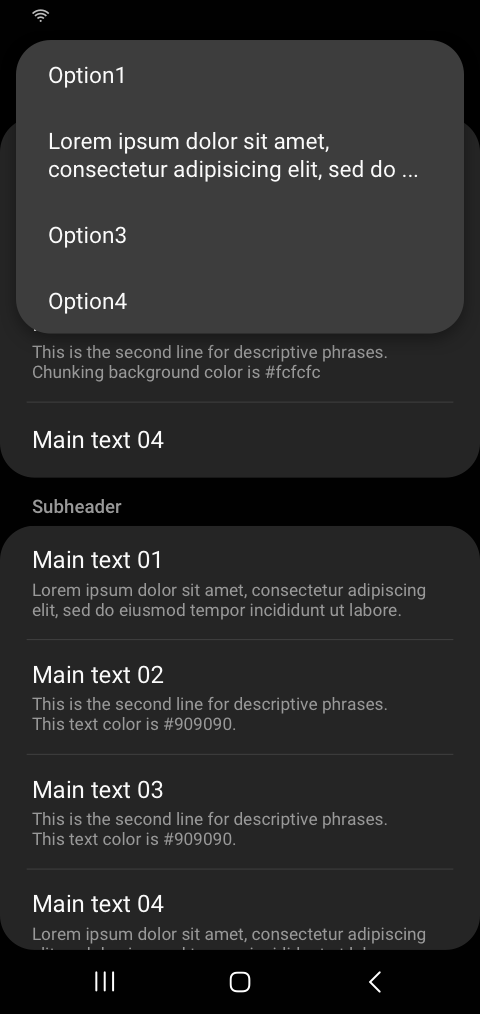 Option1
Lorem ipsum dolor sit amet,
consectetur adipisicing elit, sed do ...
Option3
Option4
This is the second line for descriptive phrases.
Chunking background color is #fcfcfc
Main text 04
Subheader
Main text 01
Lorem ipsum dolor sit amet, consectetur adipiscing
elit, sed do eiusmod tempor incididunt ut labore.
Main text 02
This is the second line for descriptive phrases.
This text color is #909090.
Main text 03
This is the second line for descriptive phrases.
This text color is #909090.
Main text 04
Lorem ipsum dolor sit amet, consectetur adipiscing